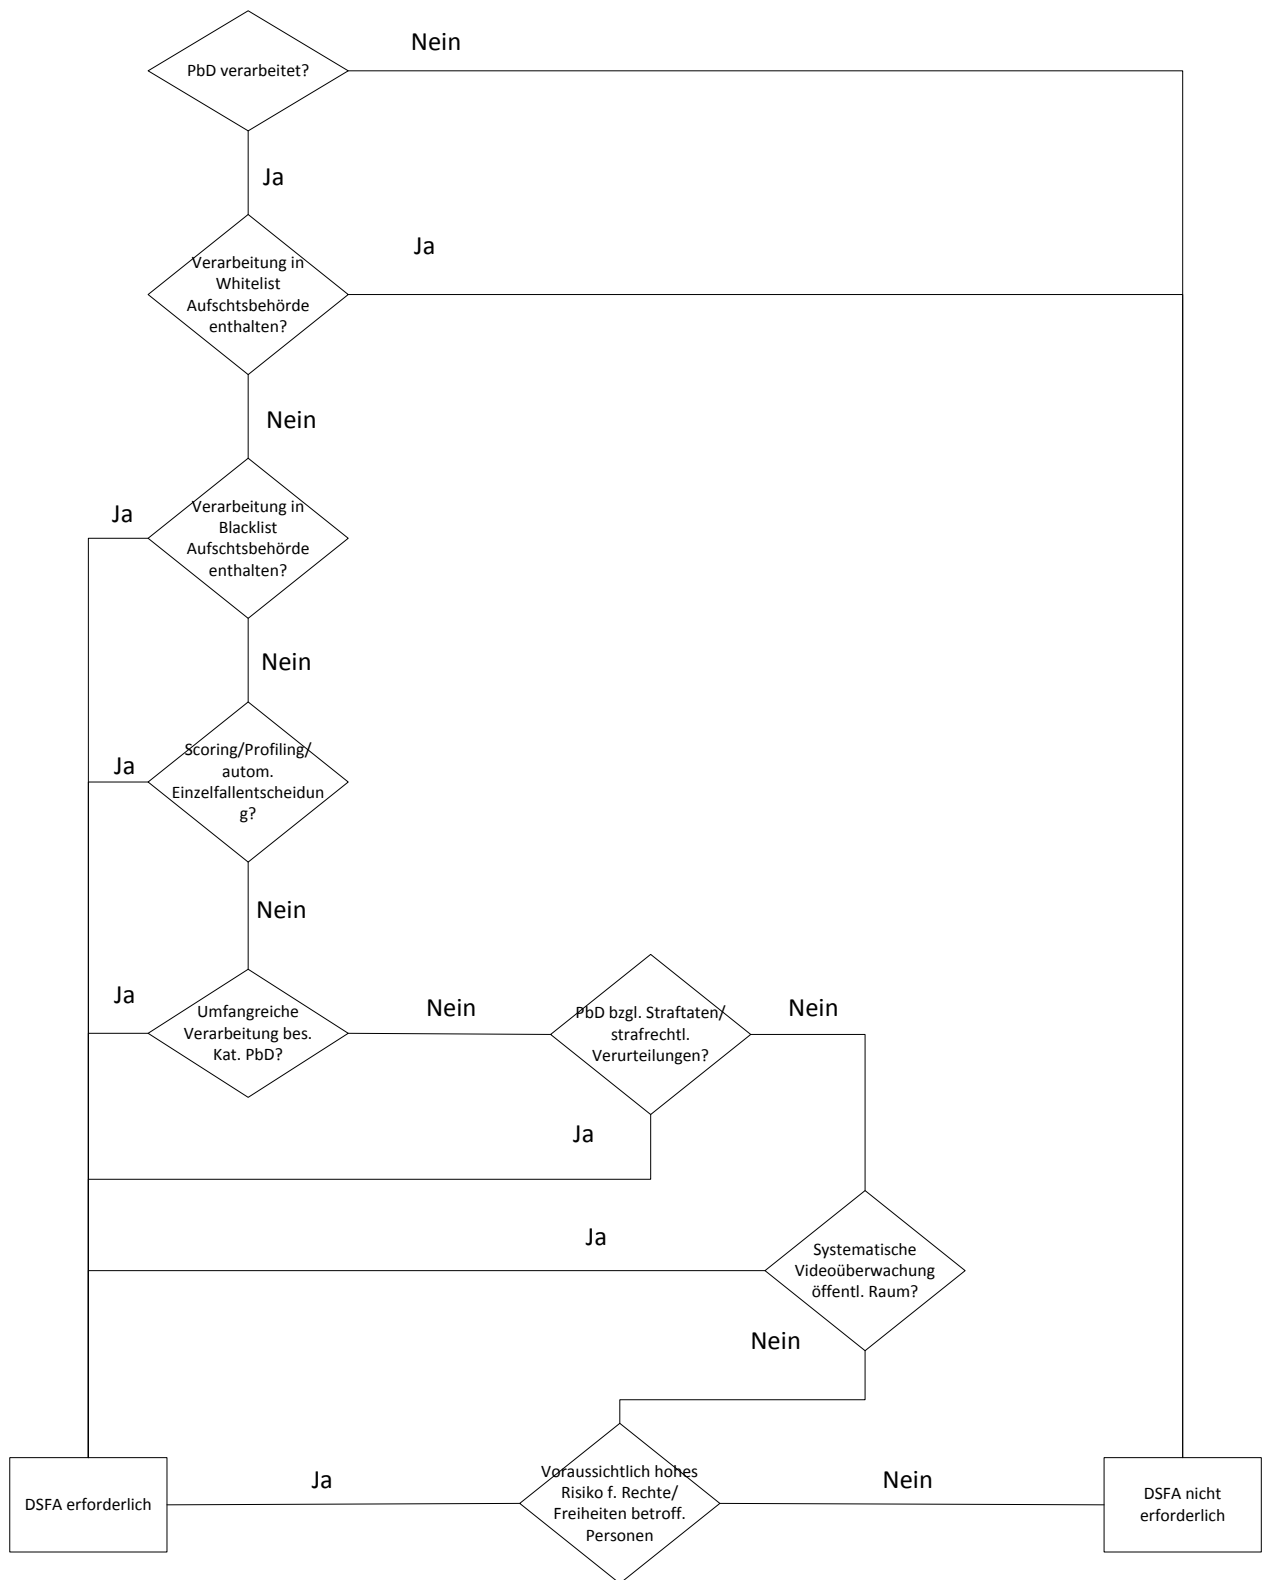 Nein
PbD verarbeitet?
Ja
Ja
Verarbeitung in
Whitelist
Aufschtsbehörde
enthalten?
Nein
Ja
Verarbeitung in
Blacklist
Aufschtsbehörde
enthalten?
Nein
Ja
Scoring/Profiling/
autom.
Einzelfallentscheidun
g?
Nein
Ja
Umfangreiche
Verarbeitung bes.
Kat. PbD?
Nein
PbD bzgl. Straftaten/
strafrechtl.
Verurteilungen?
Nein
Ja
Ja
Systematische
Videoüberwachung
öffentl. Raum?
Nein
DSFA erforderlich
Ja
Voraussichtlich hohes
Risiko f. Rechte/
Freiheiten betroff.
Personen
Nein
DSFA nicht
erforderlich